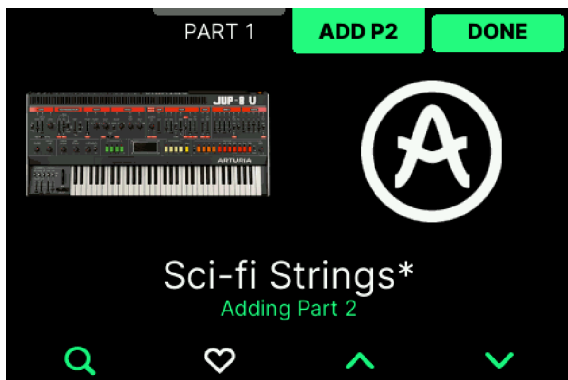 PART 1
ADD P2
DONE
JUP-8 V
ARTURIA
Sci-fi Strings*
Adding Part 2